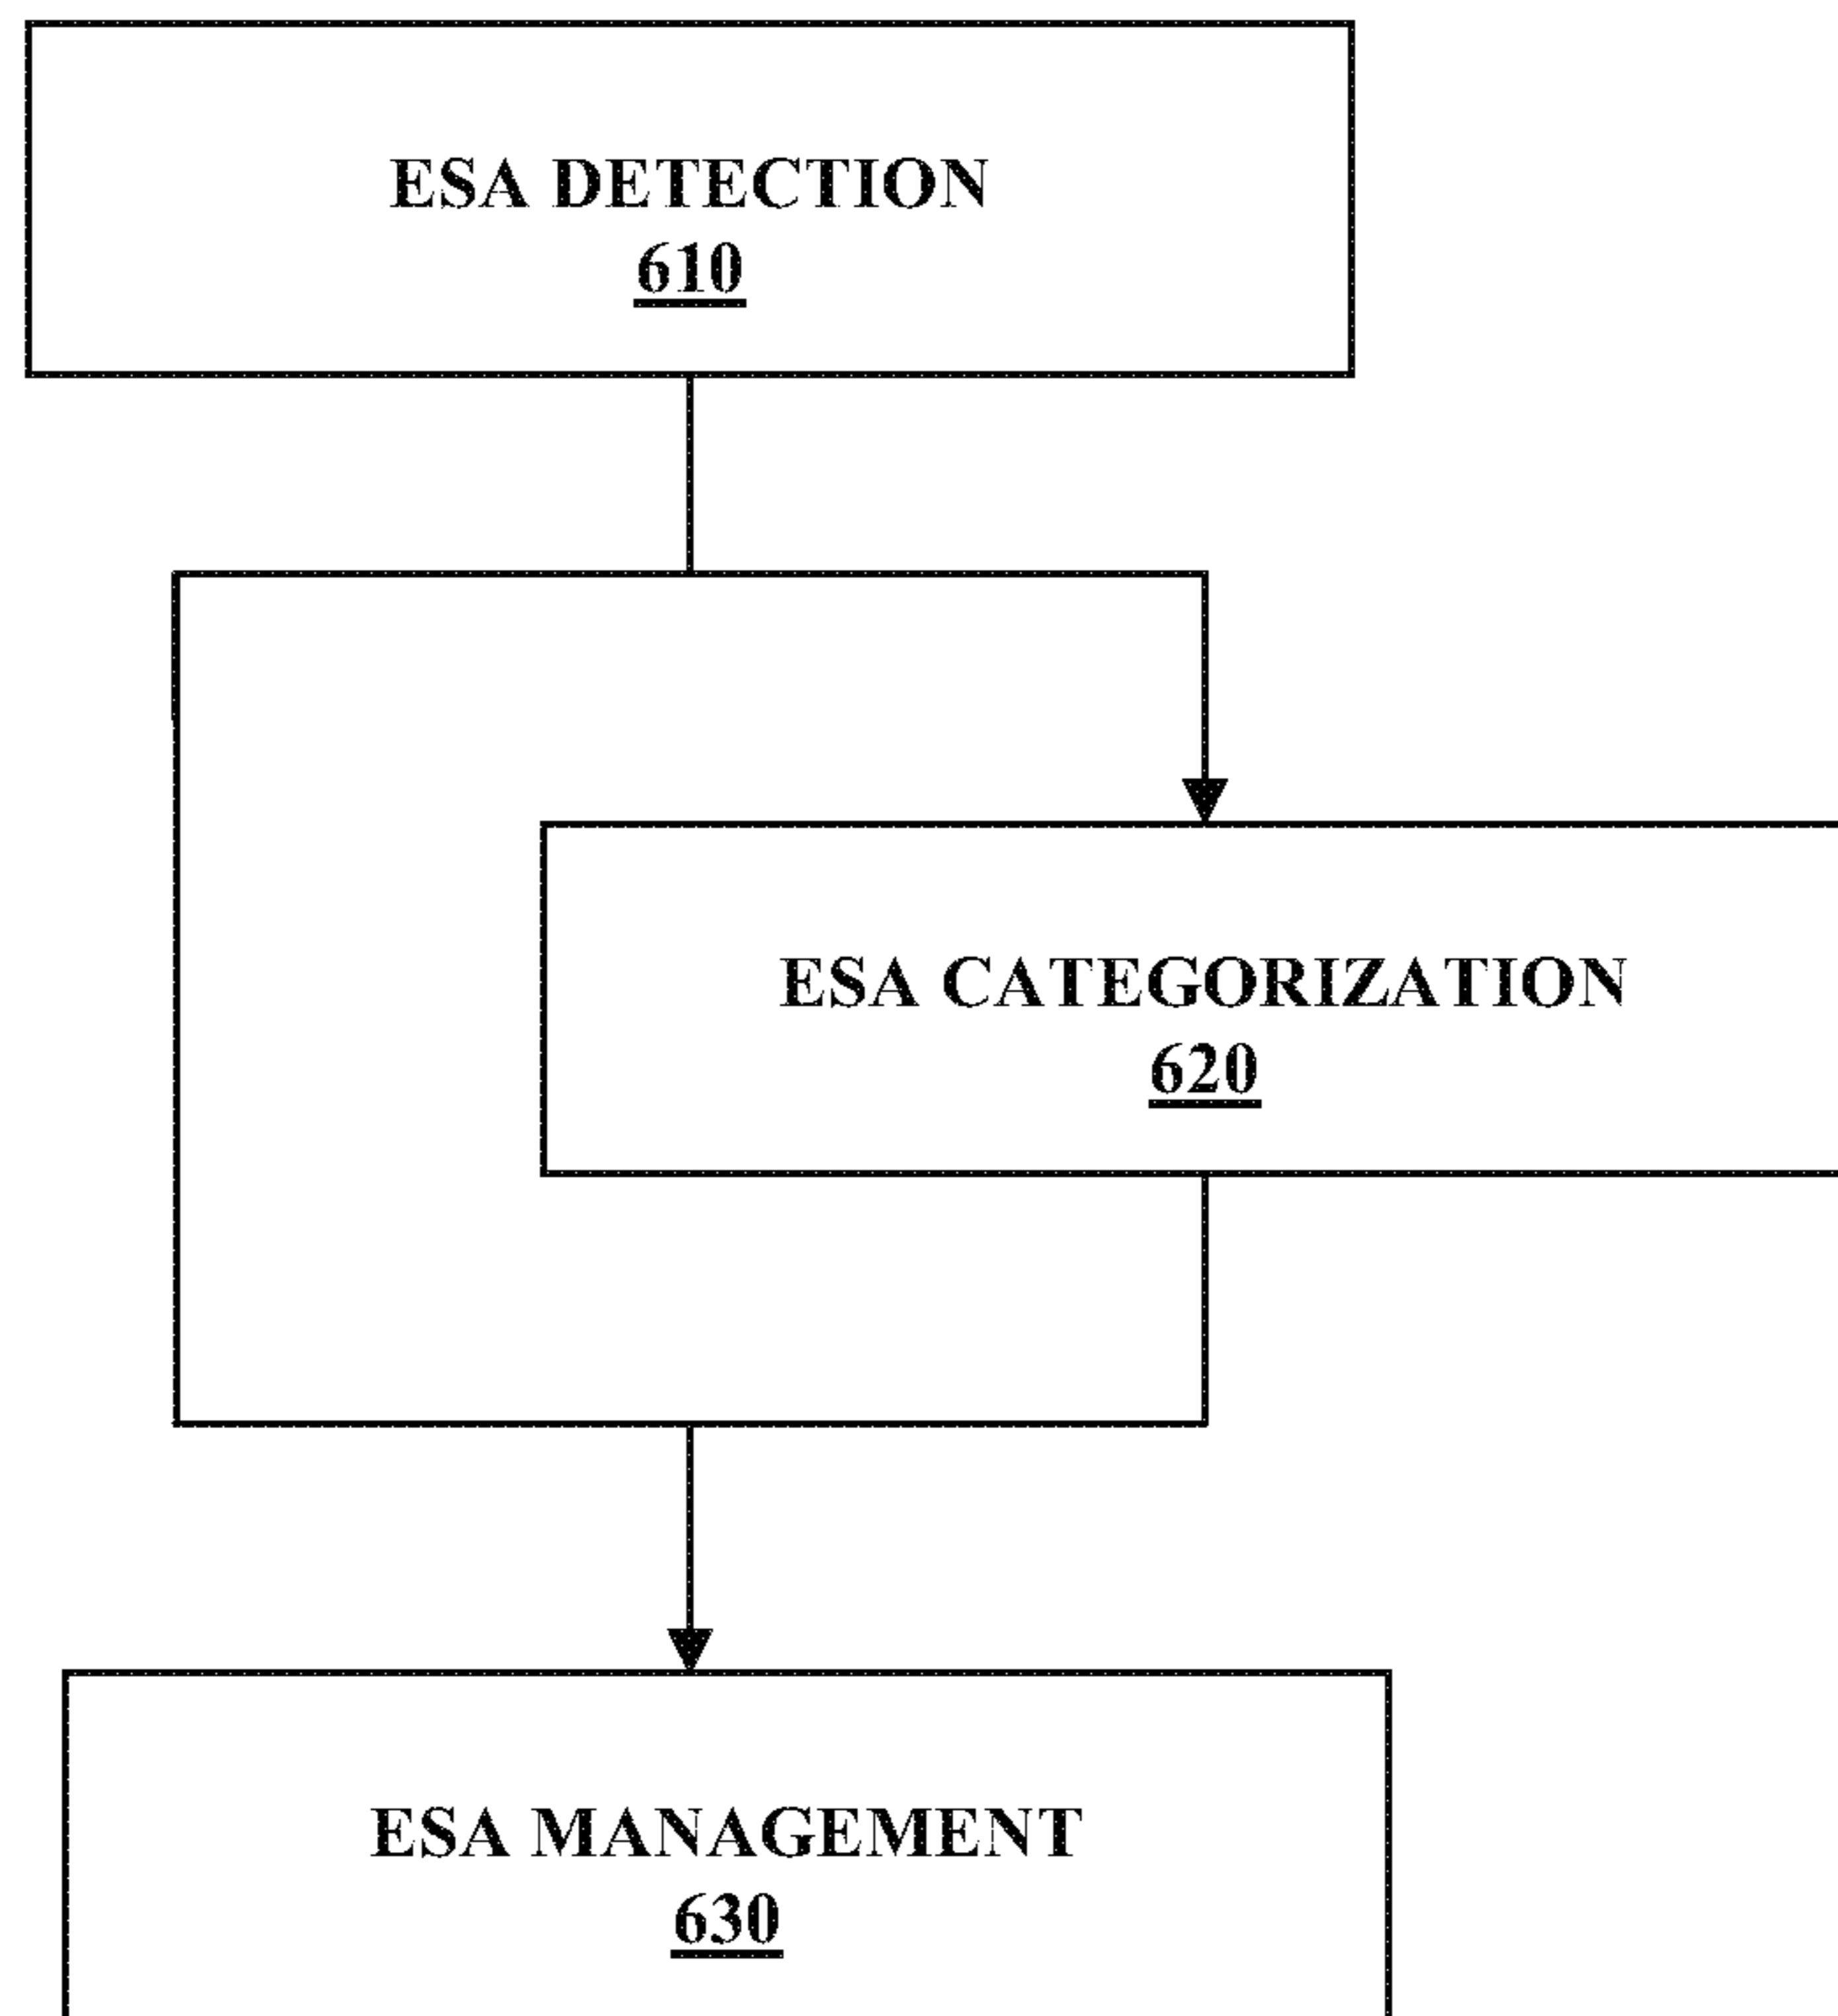 ESA DETECTION
610
ESA CATEGORIZATION
620
ESA MANAGEMENT
630